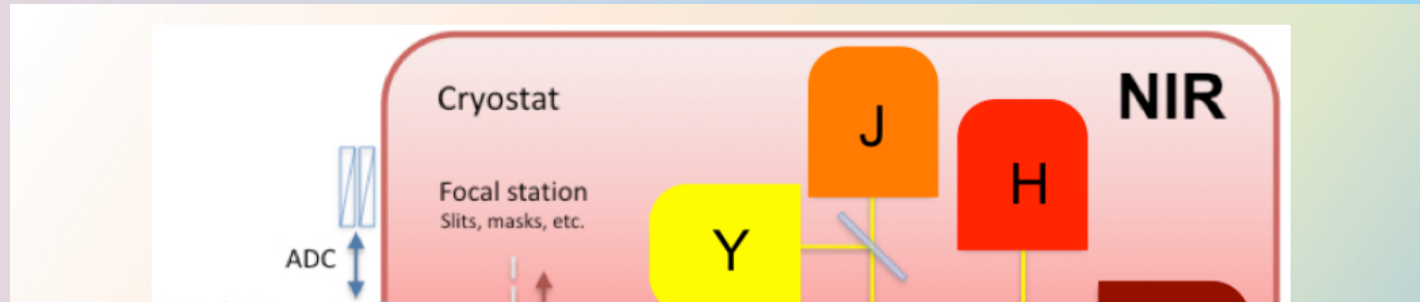 NIR
Cryostat
J
H
Focal station
Slits, masks, etc.
Y
ADC